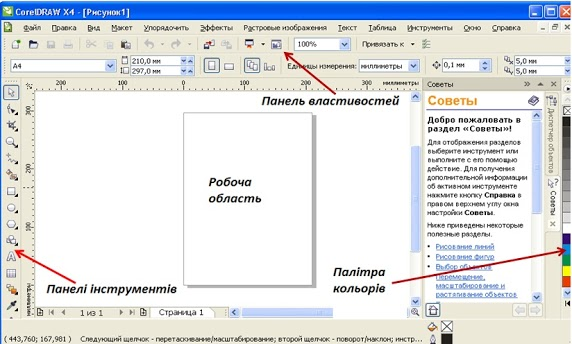 CorelDRAW X4 - [Рисунок1]
Упорядочить Эффекты Растровые изображения Текст Таблица Инструменты Окно Справка
100% Привязать к
A4 210,0 мм
297,0 мм
Единицы измерения: миллиметры 0,1 мм 5,0 мм
5,0 мм
миллиметры
Панель властивостей
Робоча
область
Панелі інструментів
Палітра
кольорів
Советы
Советы
Добро пожаловать в
раздел «Советы»!
Для отображения разделов
выберите инструмент или
выполните с его помощью
действие. Для получения
дополнительной информации
об активном инструменте
нажмите кнопку Справка в
правом верхнем углу окна
настройки Советы.
Ниже приведены некоторые
полезные разделы.
• Рисование линий
• Рисование фигур
• Выбор объектов
• Перемещение,
масштабирование и
растягивание объектов
Диспетчер объектов
Советы
1 из 1 Страница 1
( 443,760; 167,981 ) Следующий щелчок - перетаскивание/масштабирование; второй щелчок - поворот/наклон; инстр...